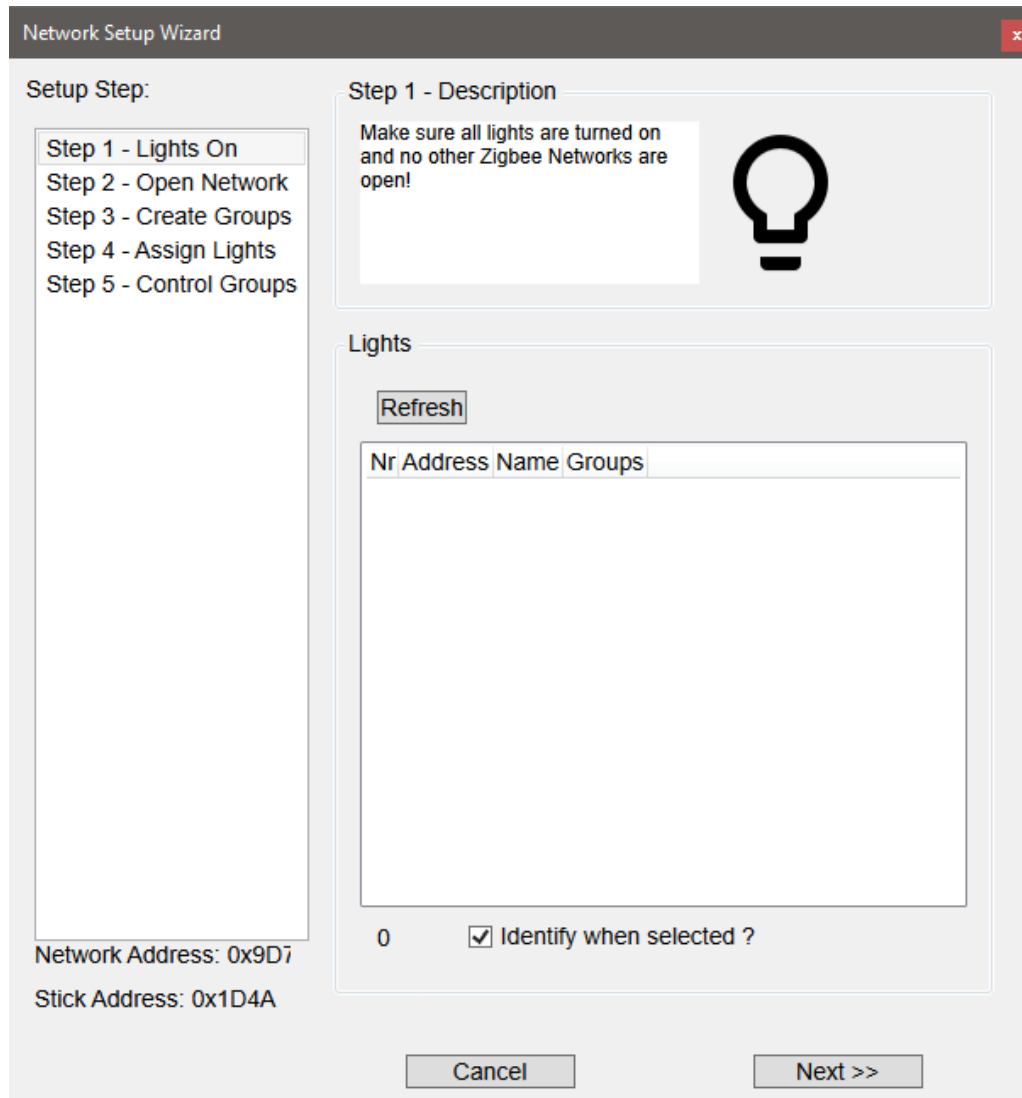 Network Setup Wizard
x
Setup Step:
Step 1 - Lights On
Step 2 - Open Network
Step 3 - Create Groups
Step 4 - Assign Lights
Step 5 - Control Groups
Network Address: 0x9D7
Stick Address: 0x1D4A
Step 1 - Description
Make sure all lights are turned on
and no other Zigbee Networks are
open!
Lights
Refresh
Nr Address Name Groups
0 Identify when selected ?
Cancel Next >>